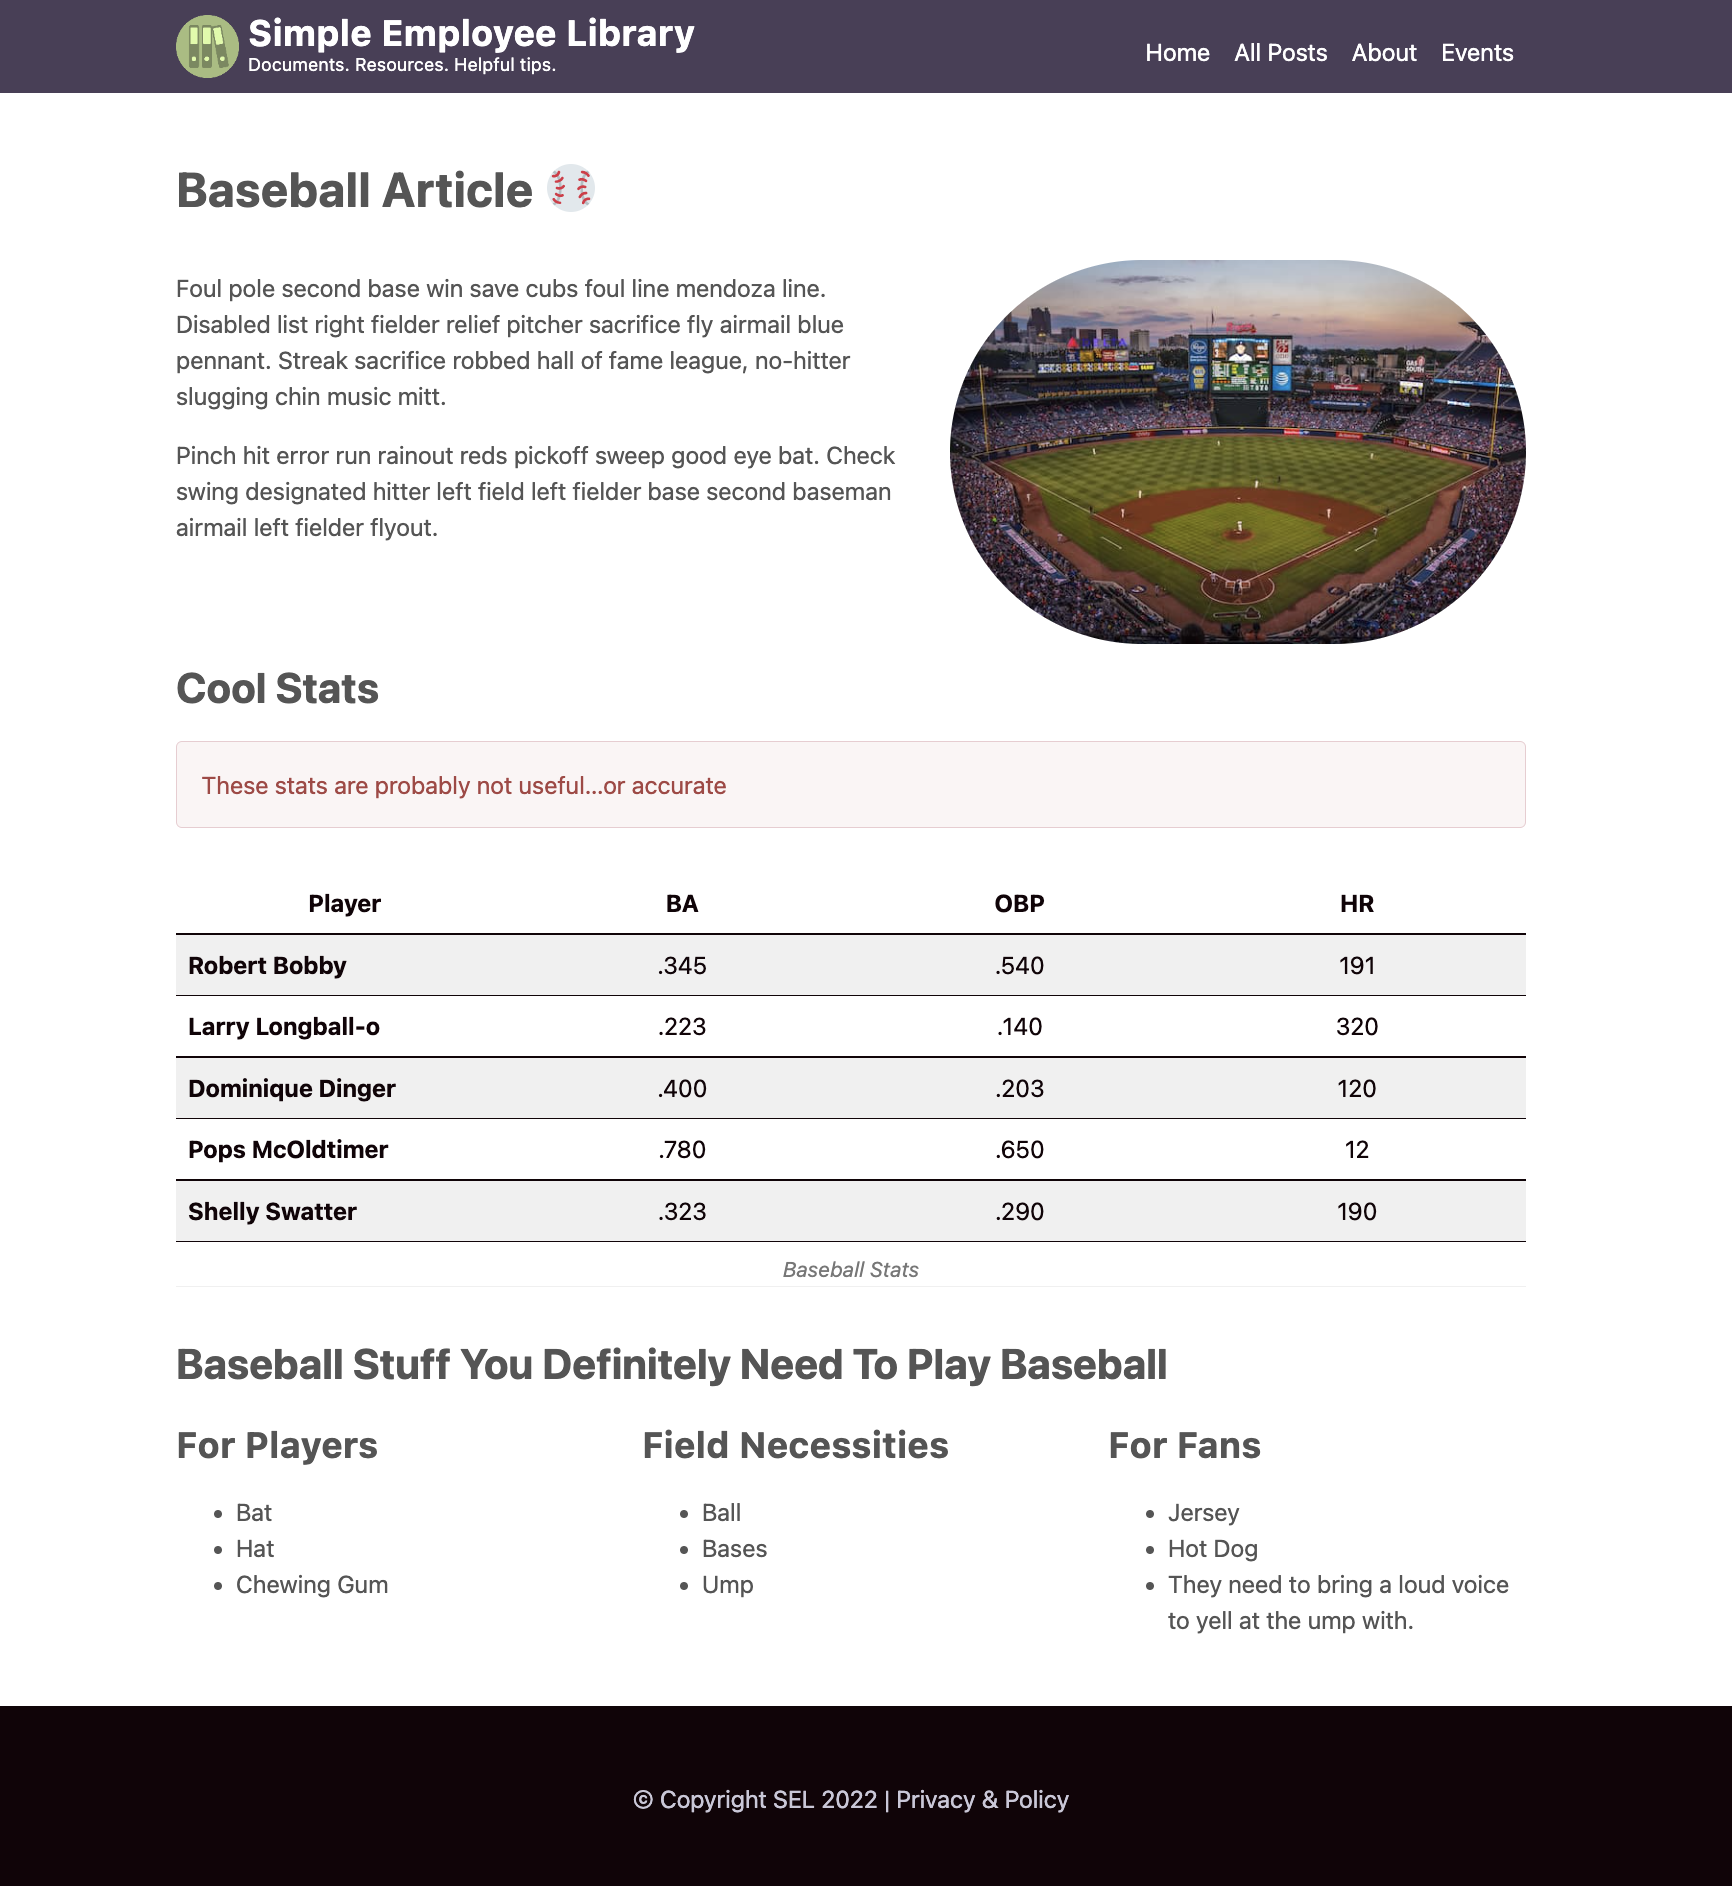 Simple Employee Library
Documents. Resources. Helpful tips.
Home All Posts About Events
Baseball Article
Foul pole second base win save cubs foul line mendoza line.
Disabled list right fielder relief pitcher sacrifice fly airmail blue
pennant. Streak sacrifice robbed hall of fame league, no-hitter
slugging chin music mitt.
Pinch hit error run rainout reds pickoff sweep good eye bat. Check
swing designated hitter left field left fielder base second baseman
airmail left fielder flyout.
Cool Stats
These stats are probably not useful...or accurate
Player BA OBP HR
Robert Bobby .345 .540 191
Larry Longball-o .223 .140 320
Dominique Dinger .400 .203 120
Pops McOldtimer .780 .650 12
Shelly Swatter .323 .290 190
Baseball Stats
Baseball Stuff You Definitely Need To Play Baseball
For Players
Bat
Hat
Chewing Gum
Field Necessities
Ball
Bases
Ump
For Fans
Jersey
Hot Dog
They need to bring a loud voice
to yell at the ump with.
© Copyright SEL 2022 | Privacy & Policy